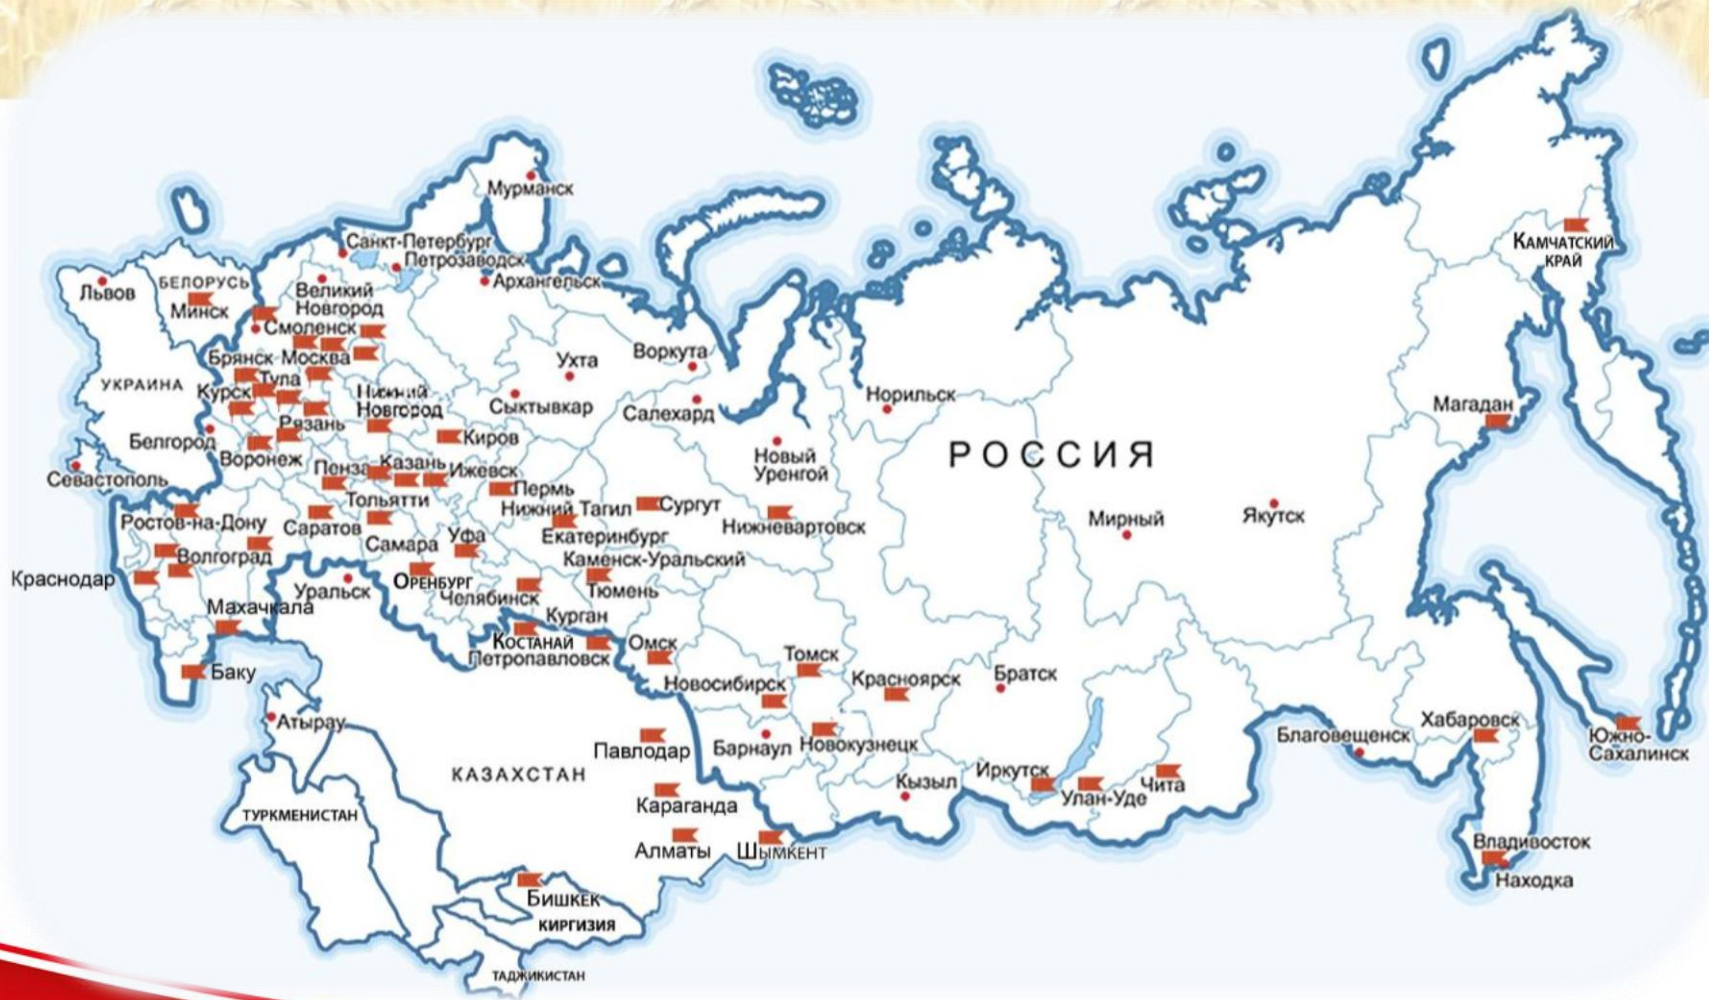 Мурманск
Санкт-Петербург
Петрозаводск
Архангельск
Львов
БЕЛОРУСЬ
Минск
Великий
Новгород
Смоленск
Брянск
Москва
УКРАИНА
Курск
Тула
Нижний
Новгород
Рязань
Белгород
Воронеж
Киров
Севастополь
Пенза
Казань
Ижевск
Тольятти
Пермь
Ростов-на-Дону
Саратов
Самара
Уфа
Нижний Тагил
Екатеринбург
Каменск-Уральский
Сургут
Нижневартовск
Волгоград
Краснодар
Махачкала
Уральск
ОРЕНБУРГ
Челябинск
Тюмень
Курган
КОСТАНАЙ
Петропавловск
Омск
Баку
Атырау
Ухта
Воркута
Сыктывкар
Салехард
Норильск
Новый
Уренгой
РОССИЯ
Мирный
Якутск
КАМЧАТСКИЙ
КРАЙ
Магадан
Томск
Новосибирск
Красноярск
Братск
Павлодар
Барнаул
Новокузнецк
КАЗАХСТАН
Караганда
Кызыл
Иркутск
Улан-Уде
Чита
Благовещенск
Хабаровск
Южно-
Сахалинск
ТУРКМЕНИСТАН
Алматы
ШЫМКЕНТ
Владивосток
Находка
БИШКЕК
КИРГИЗИЯ
ТАДЖИКИСТАН